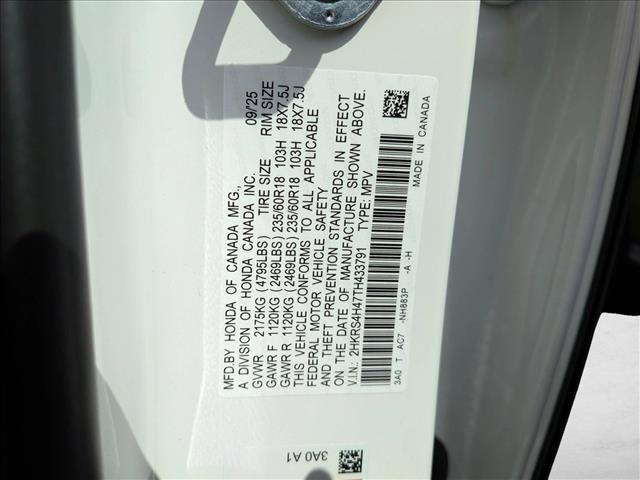 MFD.BY HONDA OF CANADA MFG., 09/25
A DIVISION OF HONDA CANADA INC.
GVWR 2175KG (4795LBS) TIRE SIZE RIM SIZE
GAWR F 1120KG (2469LBS) 235/60R18 103H 18X7.5J
GAWR R 1120KG (2469LBS) 235/60R18 103H 18X7.5J
THIS VEHICLE CONFORMS TO ALL APPLICABLE
FEDERAL MOTOR VEHICLE SAFETY
AND THEFT PREVENTION STANDARDS IN EFFECT
ON THE DATE OF MANUFACTURE SHOWN ABOVE.
V.I.N.: 2HKRS4H47TH433791 TYPE: MPV
3A0 T AC7 -NH883P -A -H MADE IN CANADA
3A0 A1